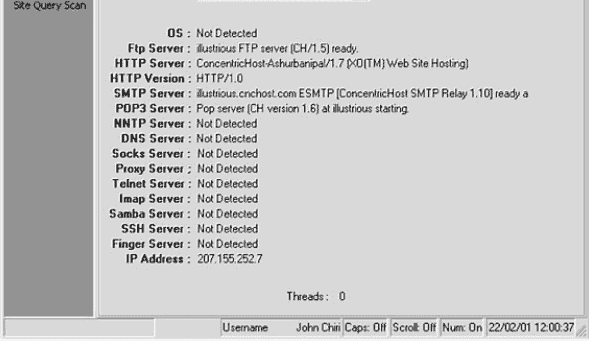 Site Query Scan
OS : Not Detected
Ftp Server : illustrious FTP server (CH/1.5) ready.
HTTP Server : ConcentricHost-Ashurbanipal/1.7 (XO(TM) Web Site Hosting)
HTTP Version : HTTP/1.0
SMTP Server : illustrious.cnchost.com ESMTP [ConcentricHost SMTP Relay 1.10] ready a
POP3 Server : Pop server (CH version 1.6) at illustrious starting.
NNTP Server : Not Detected
DNS Server : Not Detected
Socks Server : Not Detected
Proxy Server ; Not Detected
Telnet Server : Not Detected
Imap Server : Not Detected
Samba Server : Not Detected
SSH Server : Not Detected
Finger Server : Not Detected
IP Address : 207.155.252.7
Threads : 0
Username John Chiri Caps: Off Scroll: Off Num: On 22/02/01 12:00:37